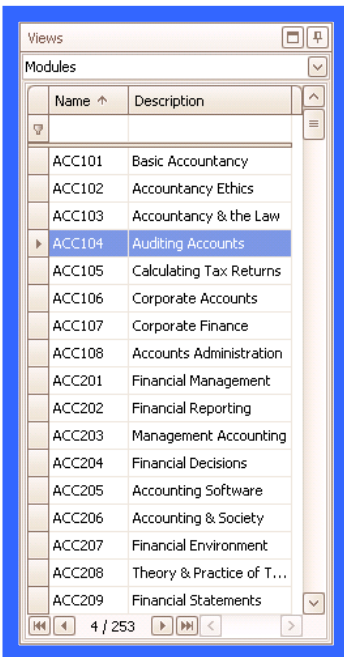 Views
Modules
Name Description
ACC101 Basic Accountancy
ACC102 Accountancy Ethics
ACC103 Accountancy & the Law
ACC104 Auditing Accounts
ACC105 Calculating Tax Returns
ACC106 Corporate Accounts
ACC107 Corporate Finance
ACC108 Accounts Administration
ACC201 Financial Management
ACC202 Financial Reporting
ACC203 Management Accounting
ACC204 Financial Decisions
ACC205 Accounting Software
ACC206 Accounting & Society
ACC207 Financial Environment
ACC208 Theory & Practice of T...
ACC209 Financial Statements
4 / 253